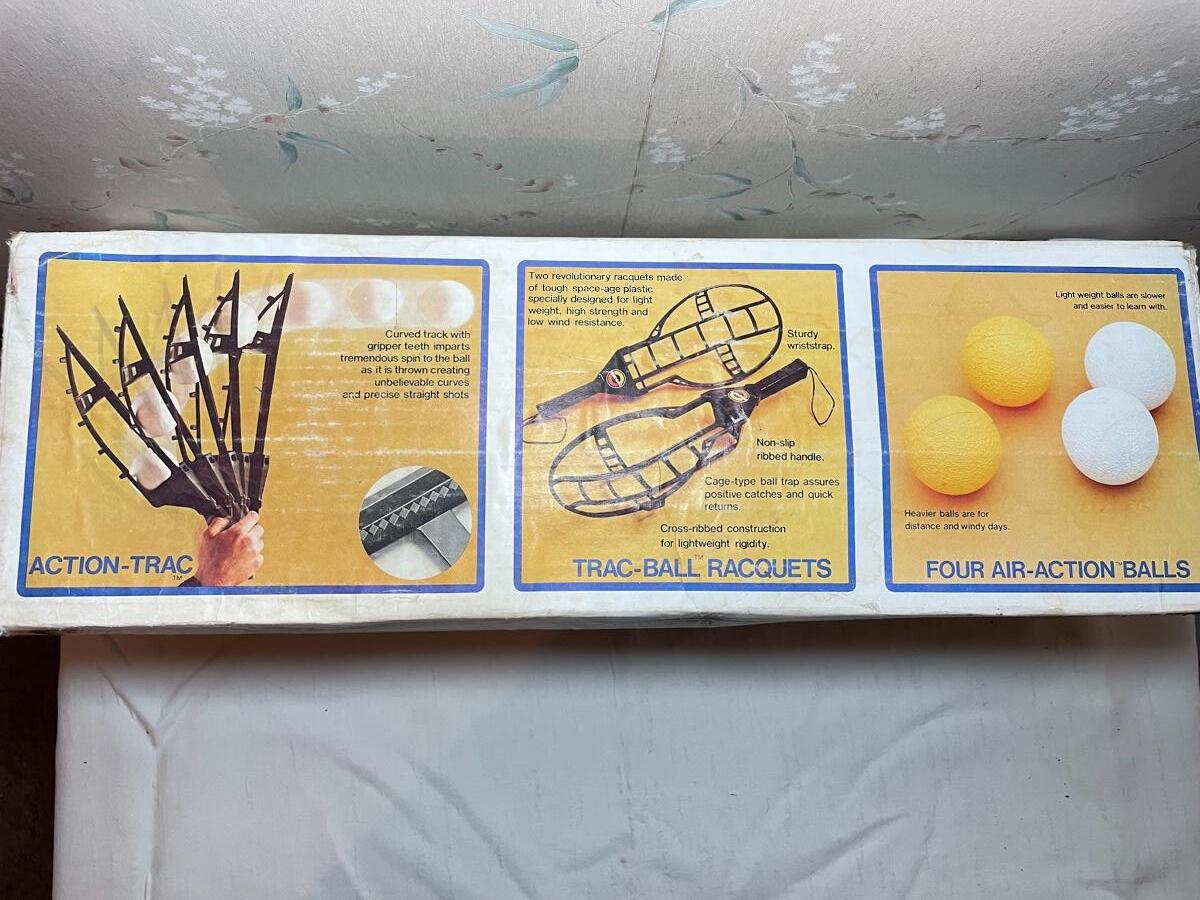 Curved track with
gripper teeth imparts
tremendous spin to the ball
as it is thrown creating
unbelievable curves
and precise straight shots
ACTION-TRAC™
Two revolutionary racquets made
of tough space-age plastic
specially designed for light
weight, high strength and
low wind resistance.
Sturdy
wriststrap.
Non-slip
ribbed handle.
Cage-type ball trap assures
positive catches and quick
returns.
Cross-ribbed construction
for lightweight rigidity.
TRAC-BALL™ RACQUETS
Light weight balls are slower
and easier to learn with.
Heavier balls are for
distance and windy days.
FOUR AIR-ACTION™ BALLS